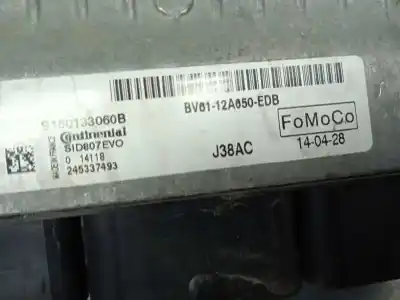 S180133060B
Continental
SID807EVO
0 14118
245337493
BV61-12A650-EDB
J38AC
FoMoCo
14-04-28